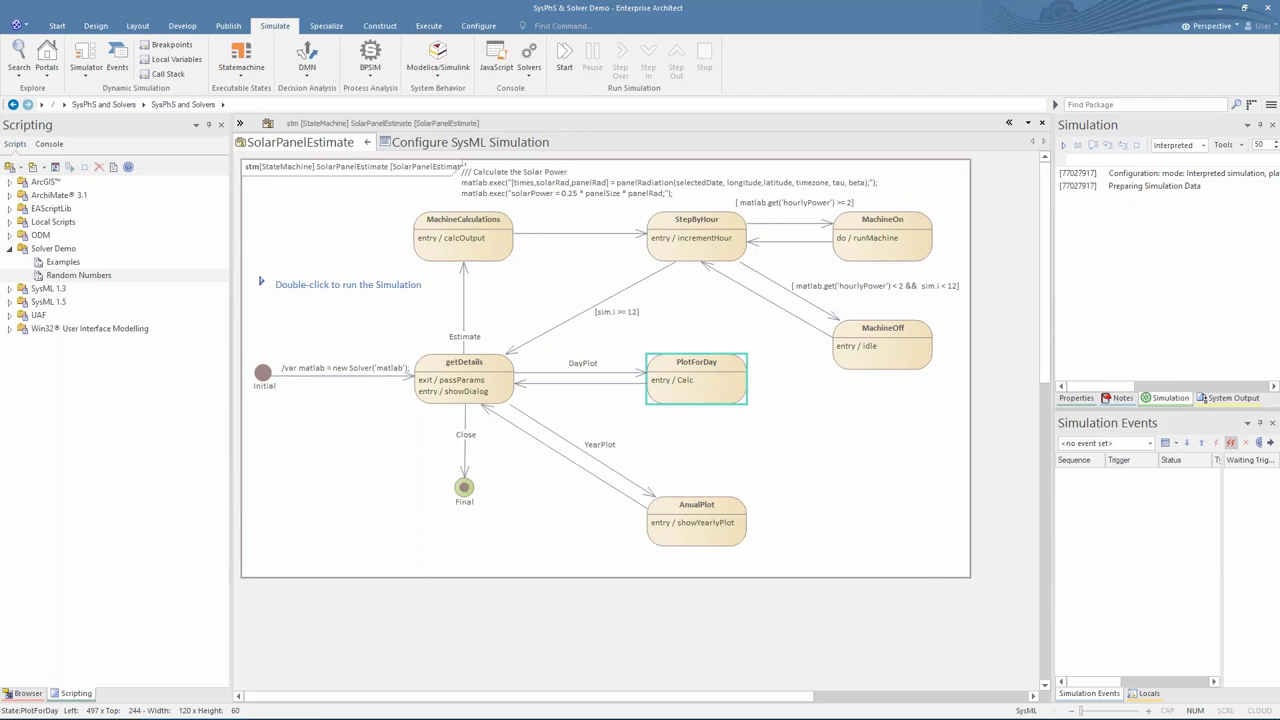 SysPhS & Solver Demo - Enterprise Architect
Start Design Layout Develop Publish Simulate Specialize Construct Execute Configure Find Command... Perspective User
Breakpoints
Local Variables
Call Stack
Search Portals Simulator Events Statemachine DMN BPSIM Modelica/Simulink JavaScript Solvers Start Pause Step Over Step In Step Out Stop
Explore Dynamic Simulation Executable States Decision Analysis Process Analysis System Behavior Console Run Simulation
/ SysPhS and Solvers SysPhS and Solvers Find Package
Scripting
Scripts Console
ArcGIS™
ArchiMate® 3.1
EAScriptLib
Local Scripts
ODM
Solver Demo
Examples
Random Numbers
SysML 1.3
SysML 1.5
UAF
Win32® User Interface Modelling
Browser Scripting
stm [StateMachine] SolarPanelEstimate [SolarPanelEstimate]
SolarPanelEstimate Configure SysML Simulation
stm[StateMachine] SolarPanelEstimate [SolarPanelEstimate]
/// Calculate the Solar Power
matlab.exec("[times,solarRad,panelRad] = panelRadiation(selectedDate, longitude,latitude, timezone, tau, beta);");
matlab.exec("solarPower = 0.25 * panelSize * panelRad;");
[ matlab.get('hourlyPower') >= 2]
MachineCalculations
entry / calcOutput
StepByHour
entry / incrementHour
MachineOn
do / runMachine
Double-click to run the Simulation
[ matlab.get('hourlyPower') < 2 && sim.i < 12]
[sim.i >= 12]
MachineOff
entry / idle
Estimate
/var matlab = new Solver('matlab');
Initial
getDetails
exit / passParams
entry / showDialog
DayPlot
PlotForDay
entry / Calc
Close
YearPlot
Final
AnualPlot
entry / showYearlyPlot
Simulation
Interpreted Tools 50
[77027917] Configuration: mode: Interpreted simulation, pla
[77027917] Preparing Simulation Data
Properties Notes Simulation System Output
Simulation Events
<no event set>
Sequence Trigger Status Ty Waiting Trig...
Simulation Events Locals
State:PlotForDay Left: 497 x Top: 244 - Width: 120 x Height: 60 SysML CAP NUM SCRL CLOUD